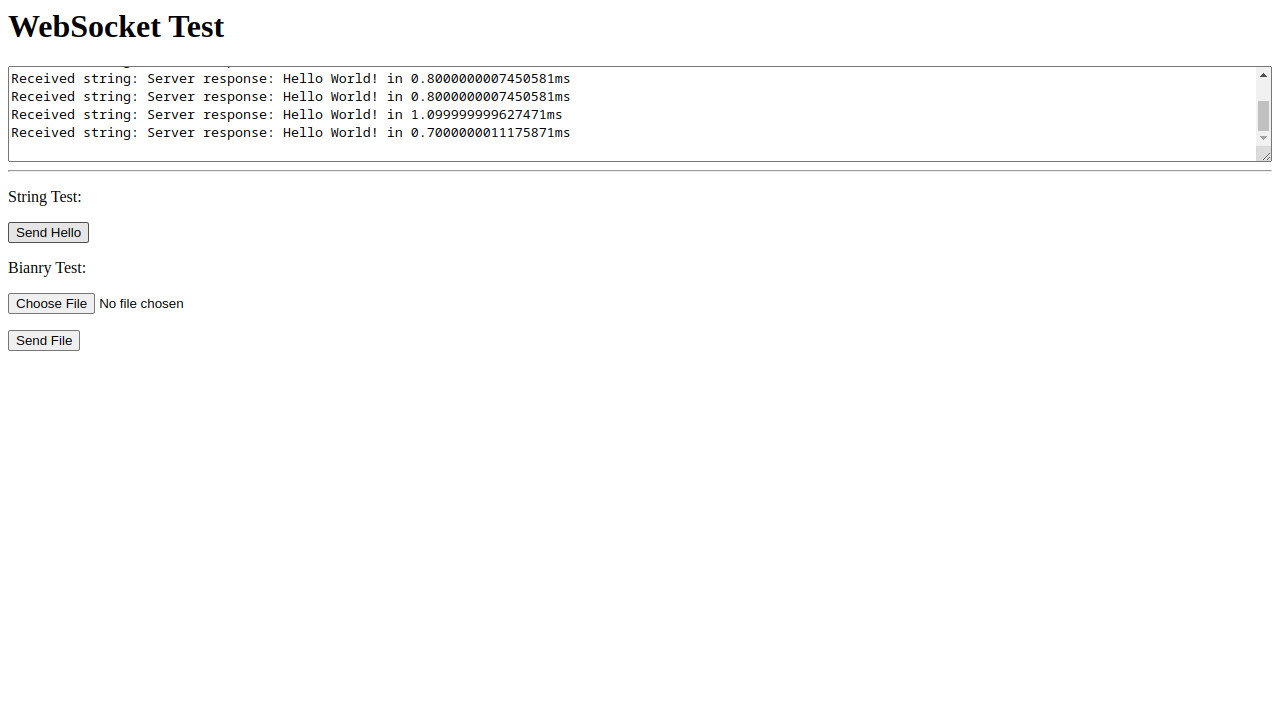 WebSocket Test
Received string: Server response: Hello World! in 0.8000000007450581ms
Received string: Server response: Hello World! in 0.8000000007450581ms
Received string: Server response: Hello World! in 1.099999999627471ms
Received string: Server response: Hello World! in 0.7000000011175871ms
String Test:
Send Hello
Bianry Test:
Choose File No file chosen
Send File